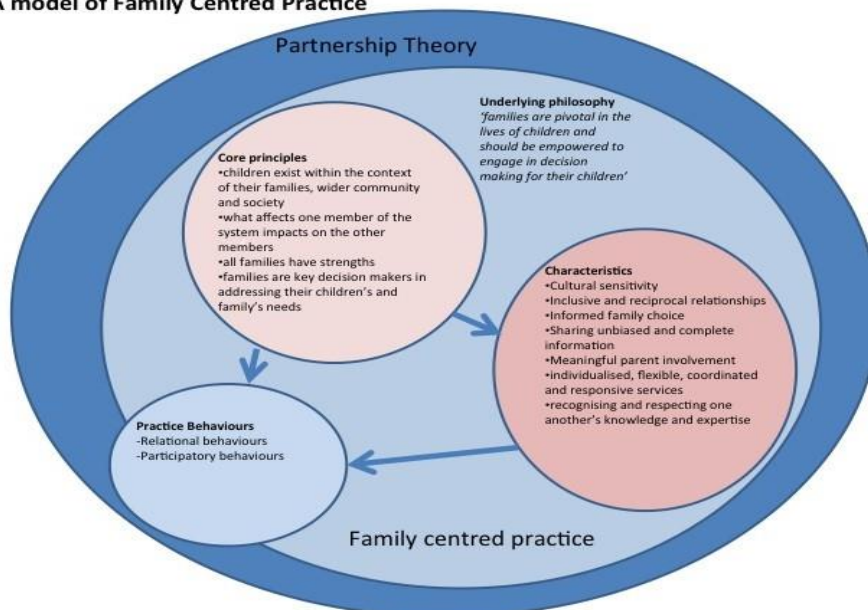 A model of Family Centred Practice
Partnership Theory
Underlying philosophy
'families are pivotal in the
lives of children and
should be empowered to
engage in decision
making for their children'
Core principles
•children exist within the context
of their families, wider community
and society
•what affects one member of the
system impacts on the other
members
•all families have strengths
•families are key decision makers in
addressing their children's and
family's needs
Characteristics
•Cultural sensitivity
•Inclusive and reciprocal relationships
•Informed family choice
•Sharing unbiased and complete
information
•Meaningful parent involvement
•individualised, flexible, coordinated
and responsive services
•recognising and respecting one
another's knowledge and expertise
Practice Behaviours
-Relational behaviours
-Participatory behaviours
Family centred practice